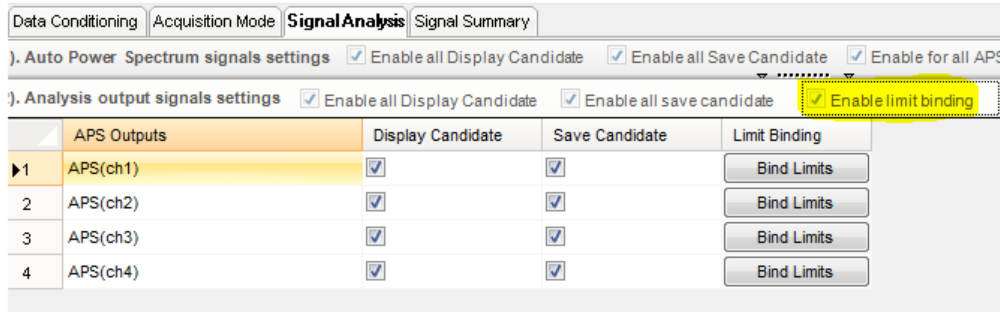 Data Conditioning Acquisition Mode Signal Analysis Signal Summary
). Auto Power Spectrum signals settings Enable all Display Candidate Enable all Save Candidate Enable for all APS
). Analysis output signals settings Enable all Display Candidate Enable all save candidate Enable limit binding
APS Outputs Display Candidate Save Candidate Limit Binding
1 APS(ch1) Bind Limits
2 APS(ch2) Bind Limits
3 APS(ch3) Bind Limits
4 APS(ch4) Bind Limits